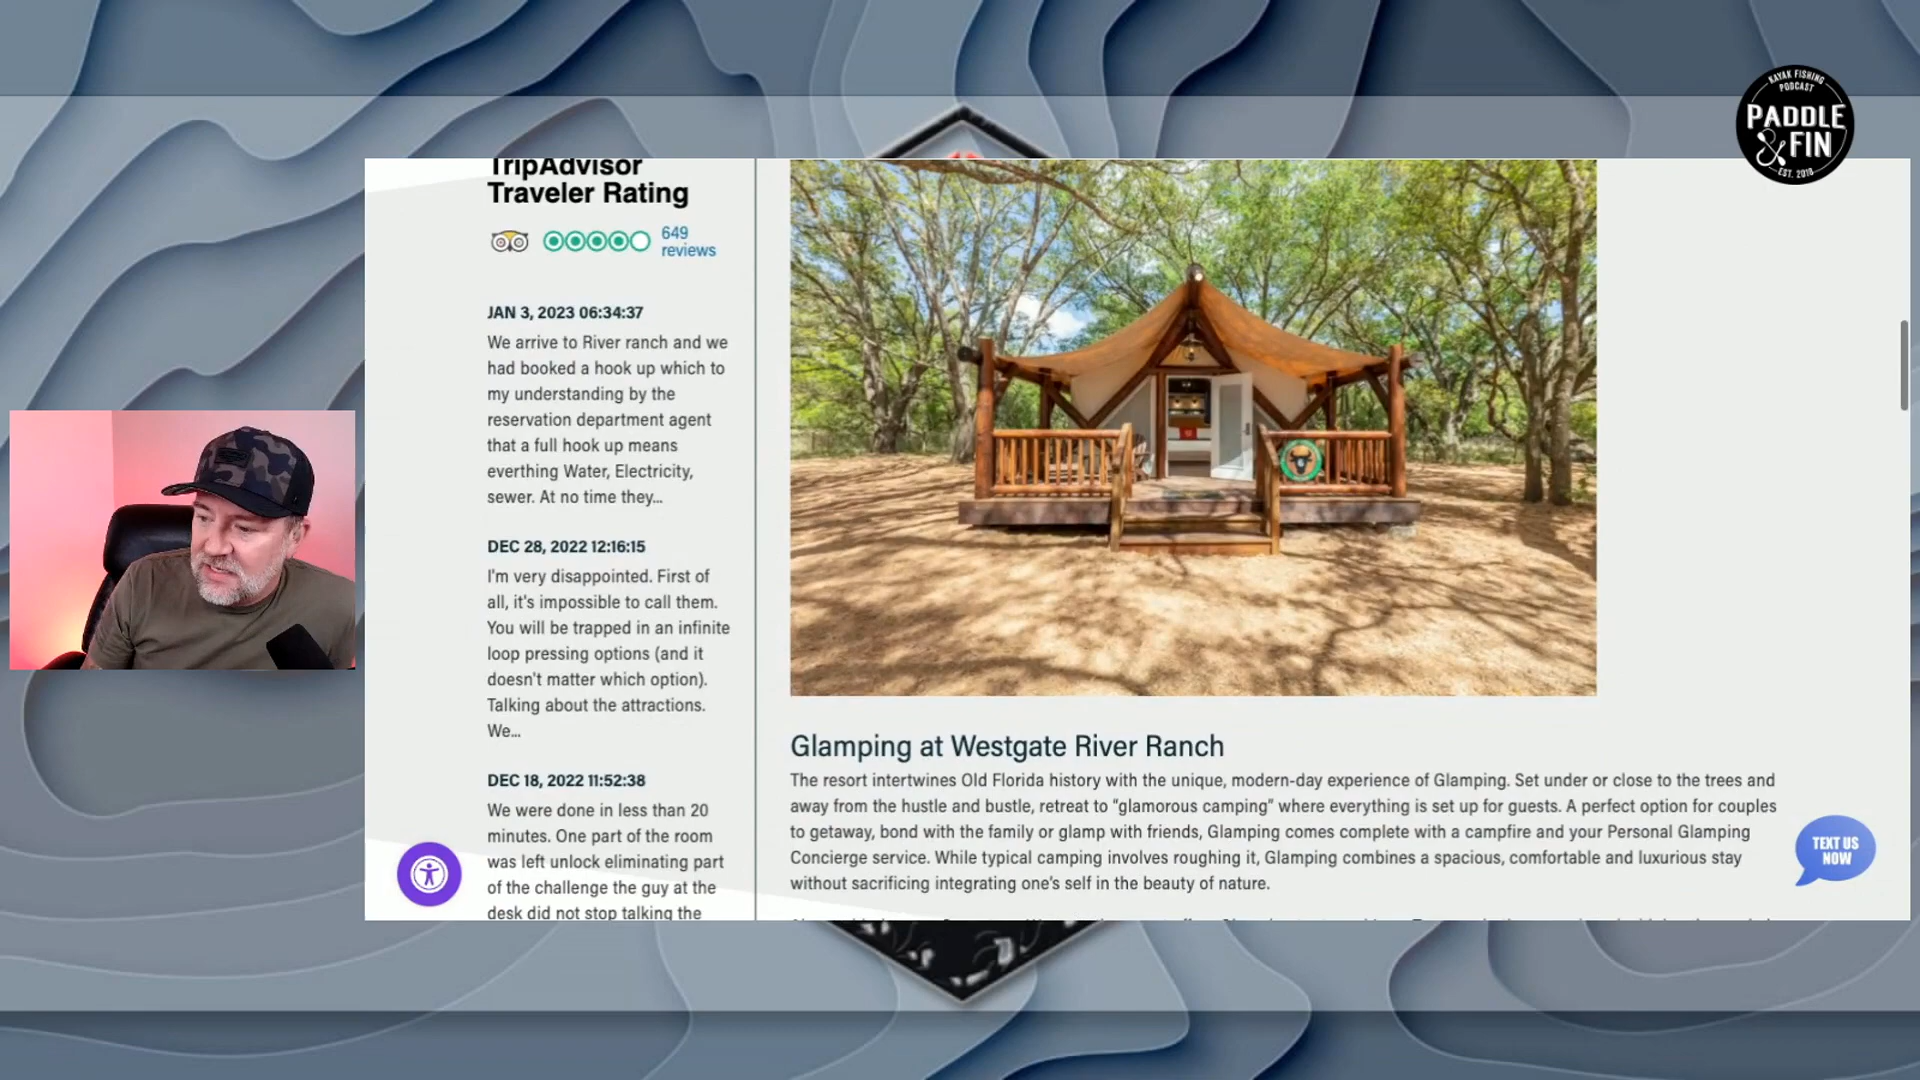 KAYAK FISHING
PODCAST
PADDLE
& FIN
EST. 2018
TripAdvisor
Traveler Rating
649
reviews
JAN 3, 2023 06:34:37
We arrive to River ranch and we
had booked a hook up which to
my understanding by the
reservation department agent
that a full hook up means
everthing Water, Electricity,
sewer. At no time they...
DEC 28, 2022 12:16:15
I'm very disappointed. First of
all, it's impossible to call them.
You will be trapped in an infinite
loop pressing options (and it
doesn't matter which option).
Talking about the attractions.
We...
DEC 18, 2022 11:52:38
We were done in less than 20
minutes. One part of the room
was left unlock eliminating part
of the challenge the guy at the
desk did not stop talking the
Glamping at Westgate River Ranch
The resort intertwines Old Florida history with the unique, modern-day experience of Glamping. Set under or close to the trees and
away from the hustle and bustle, retreat to "glamorous camping" where everything is set up for guests. A perfect option for couples
to getaway, bond with the family or glamp with friends, Glamping comes complete with a campfire and your Personal Glamping
Concierge service. While typical camping involves roughing it, Glamping combines a spacious, comfortable and luxurious stay
without sacrificing integrating one's self in the beauty of nature.
TEXT US
NOW